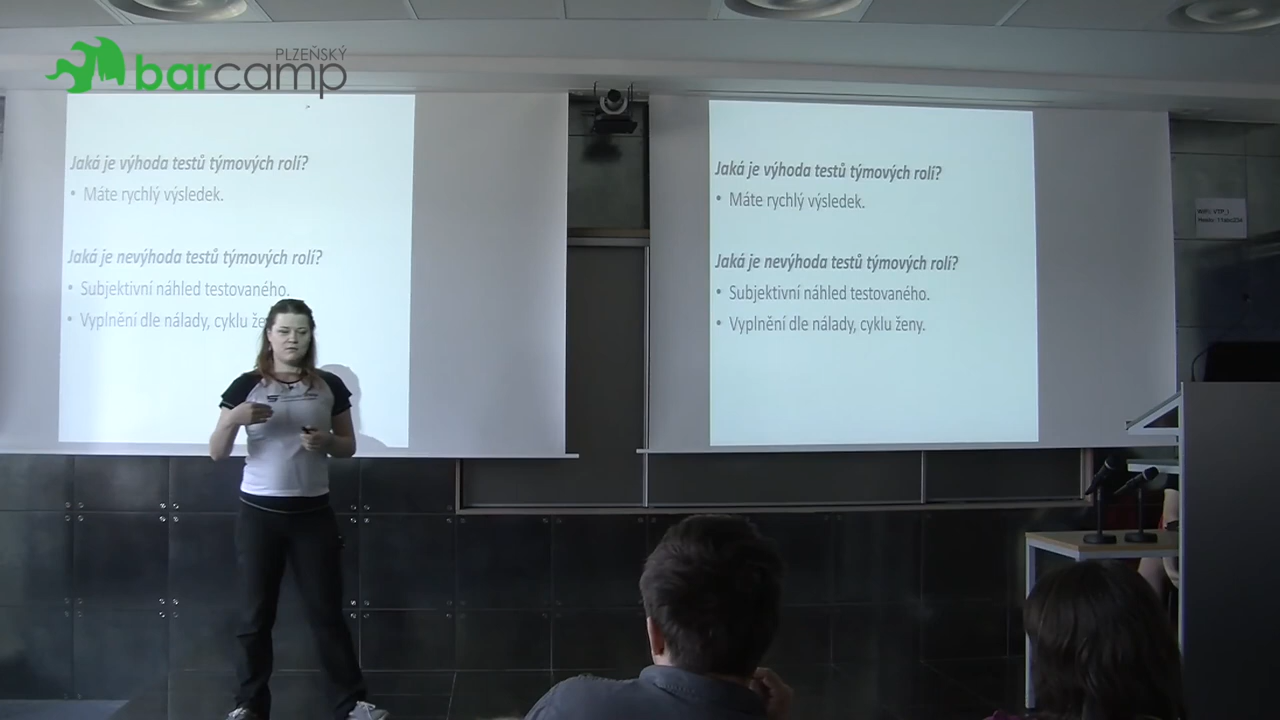 PLZEŇSKÝ
barcamp
Jaká je výhoda testů týmových rolí?
• Máte rychlý výsledek.
Jaká je nevýhoda testů týmových rolí?
• Subjektivní náhled testovaného.
• Vyplnění dle nálady, cyklu že
Jaká je výhoda testů týmových rolí?
• Máte rychlý výsledek.
Jaká je nevýhoda testů týmových rolí?
• Subjektivní náhled testovaného.
• Vyplnění dle nálady, cyklu ženy.